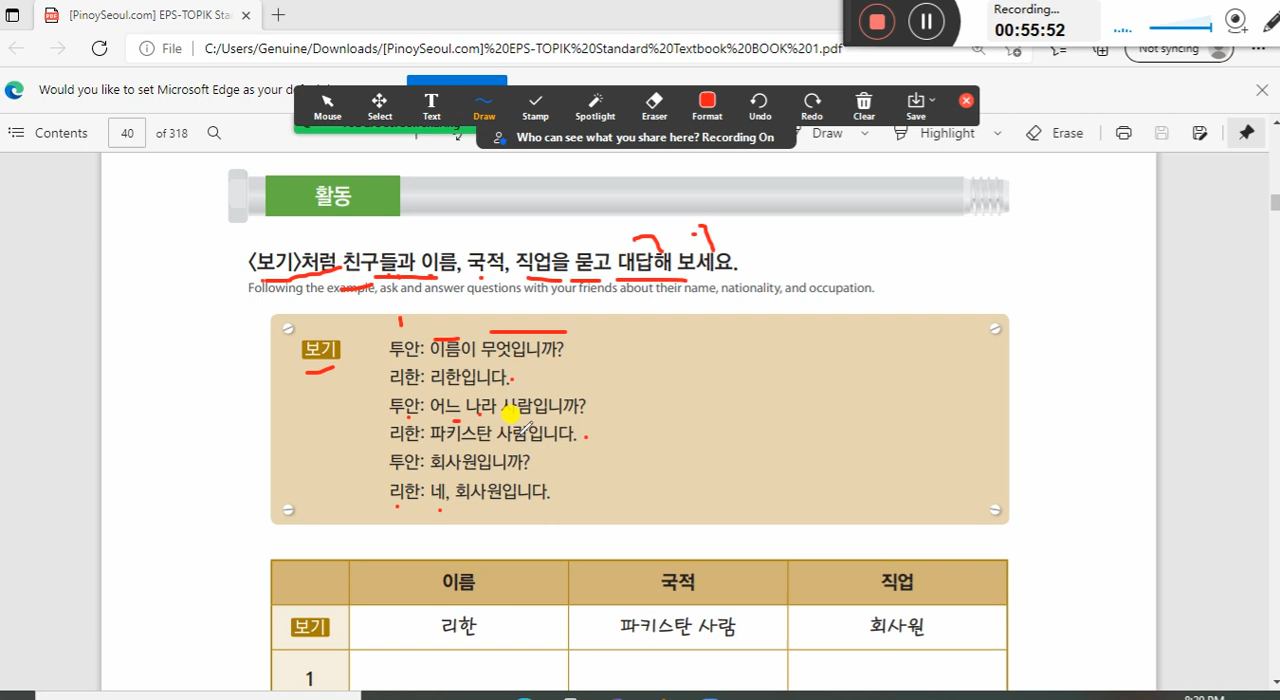 [PinoySeoul.com] EPS-TOPIK Sta
Recording...
00:55:52
File
C:/Users/Genuine/Downloads/[PinoySeoul.com]%20EPS-TOPIK%20Standard%20Textbook%20BOOK%201.pdf
Not syncing
Would you like to set Microsoft Edge as your
Mouse Select Text Draw Stamp Spotlight Eraser Format Undo Redo Clear Save
Who can see what you share here? Recording On
Contents 40 of 318 Draw Highlight Erase
활동
<보기>처럼 친구들과 이름, 국적, 직업을 묻고 대답해 보세요.
Following the example, ask and answer questions with your friends about their name, nationality, and occupation.
보기
투안: 이름이 무엇입니까?
리한: 리한입니다.
투안: 어느 나라 사람입니까?
리한: 파키스탄 사람입니다.
투안: 회사원입니까?
리한: 네, 회사원입니다.
이름 국적 직업
보기 리한 파키스탄 사람 회사원
1